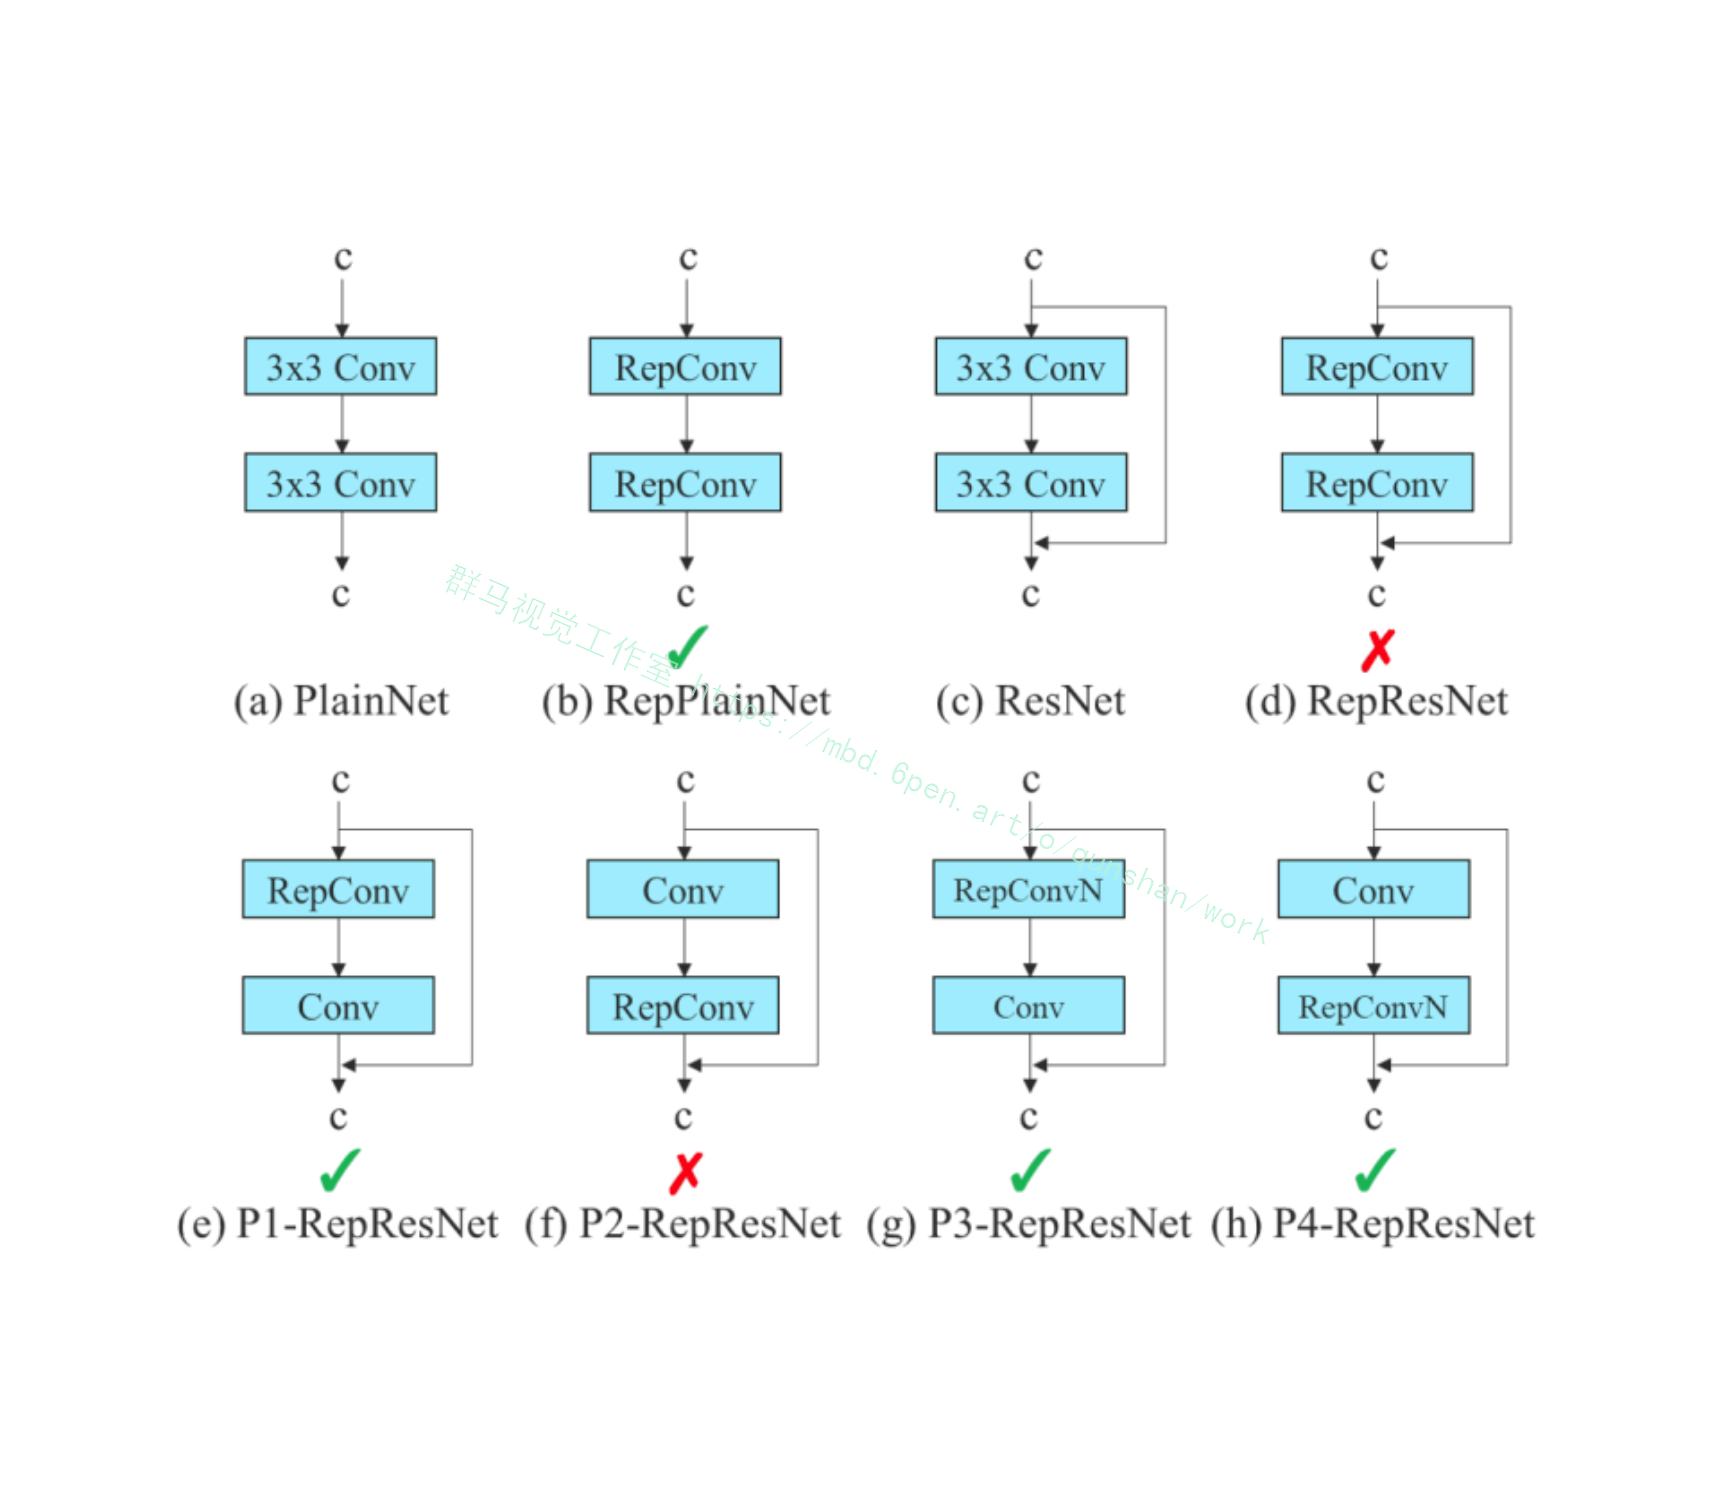 c c c c
3x3 Conv RepConv 3x3 Conv RepConv
3x3 Conv RepConv 3x3 Conv RepConv
c c c c
✓ ✗
(a) PlainNet (b) RepPlainNet (c) ResNet (d) RepResNet
群马视觉工作室 https://mbd.6pen.art/o/qunshan/work
c c c c
RepConv Conv RepConvN Conv
Conv RepConv Conv RepConvN
c c c c
✓ ✗ ✓ ✓
(e) P1-RepResNet (f) P2-RepResNet (g) P3-RepResNet (h) P4-RepResNet